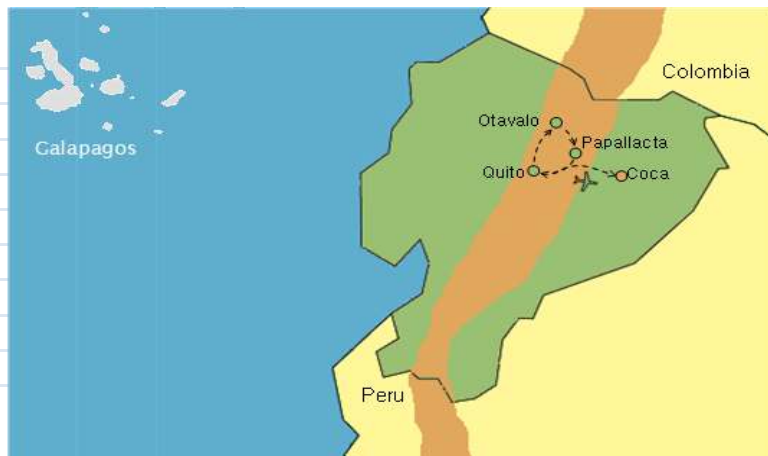 Colombia
Otavalo
Papallacta
Galapagos
Quito
Coca
Peru